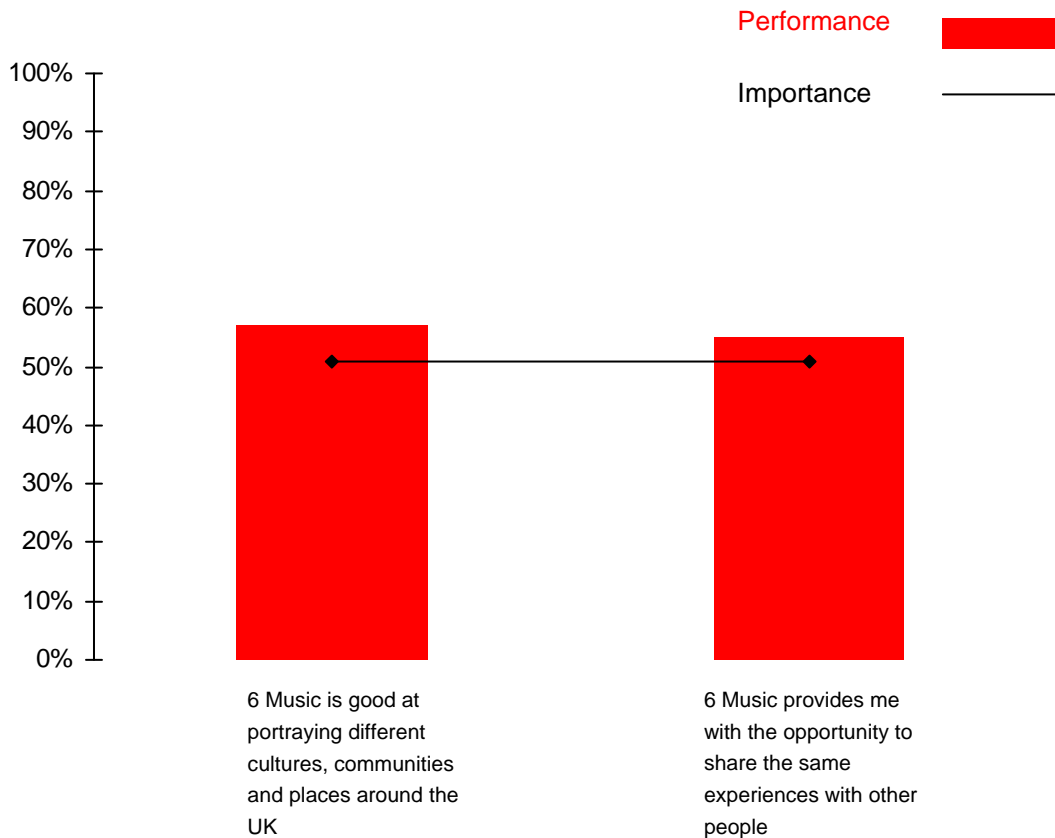 Performance
Importance
100%
90%
80%
70%
60%
50%
40%
30%
20%
10%
0%
6 Music is good at
portraying different
cultures, communities
and places around the
UK
6 Music provides me
with the opportunity to
share the same
experiences with other
people